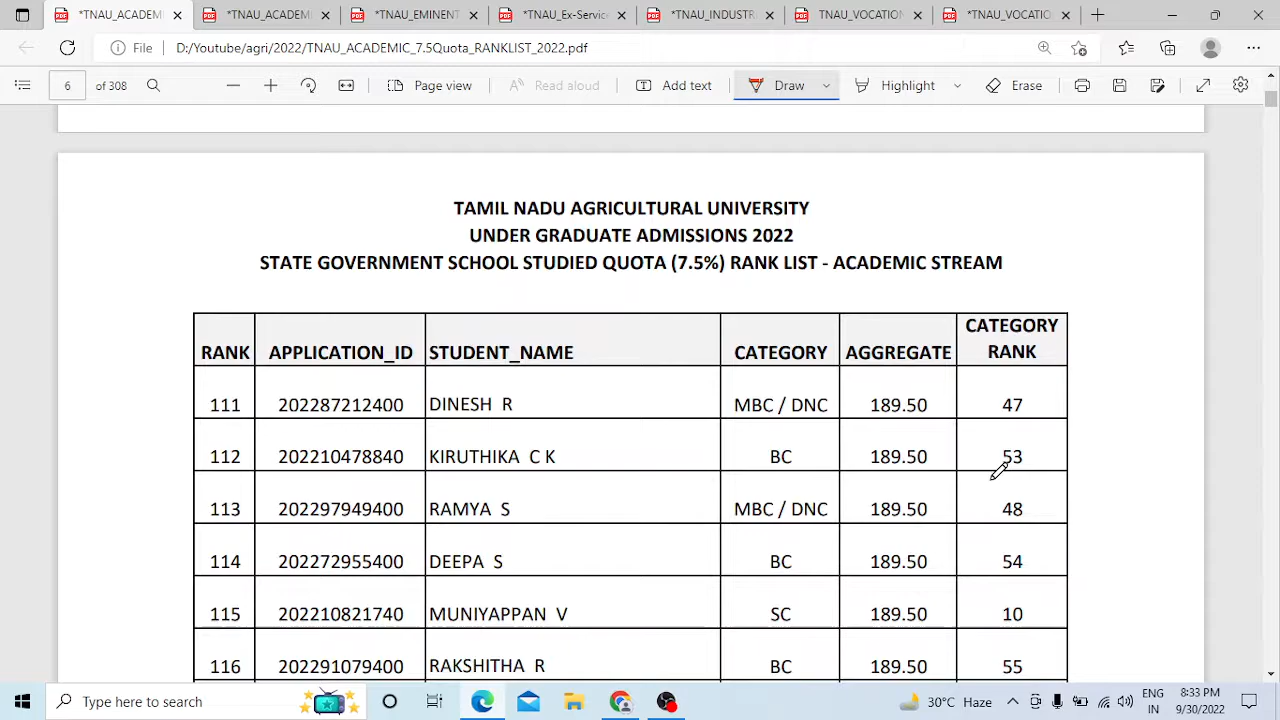 *TNAU_ACADEMI
*TNAU_ACADEMI
*TNAU_EMINENT
*TNAU_Ex-Service
*TNAU_INDUSTR
TNAU_VOCATION
*TNAU_VOCATIO
File D:/Youtube/agri/2022/TNAU_ACADEMIC_7.5Quota_RANKLIST_2022.pdf
6 of 308 Page view Read aloud Add text Draw Highlight Erase
TAMIL NADU AGRICULTURAL UNIVERSITY
UNDER GRADUATE ADMISSIONS 2022
STATE GOVERNMENT SCHOOL STUDIED QUOTA (7.5%) RANK LIST - ACADEMIC STREAM
RANK APPLICATION_ID STUDENT_NAME CATEGORY AGGREGATE CATEGORY RANK
111 202287212400 DINESH R MBC / DNC 189.50 47
112 202210478840 KIRUTHIKA C K BC 189.50 53
113 202297949400 RAMYA S MBC / DNC 189.50 48
114 202272955400 DEEPA S BC 189.50 54
115 202210821740 MUNIYAPPAN V SC 189.50 10
116 202291079400 RAKSHITHA R BC 189.50 55
Type here to search
30°C Haze
ENG
IN
8:33 PM
9/30/2022